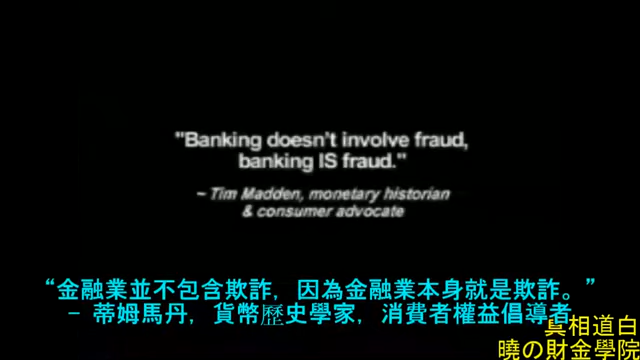 "Banking doesn't involve fraud,
banking IS fraud."
~ Tim Madden, monetary historian
& consumer advocate
“金融業並不包含欺詐，因為金融業本身就是欺詐。”
- 蒂姆馬丹，貨幣歷史學家，消費者權益倡導者
真相道白
曉の財金學院